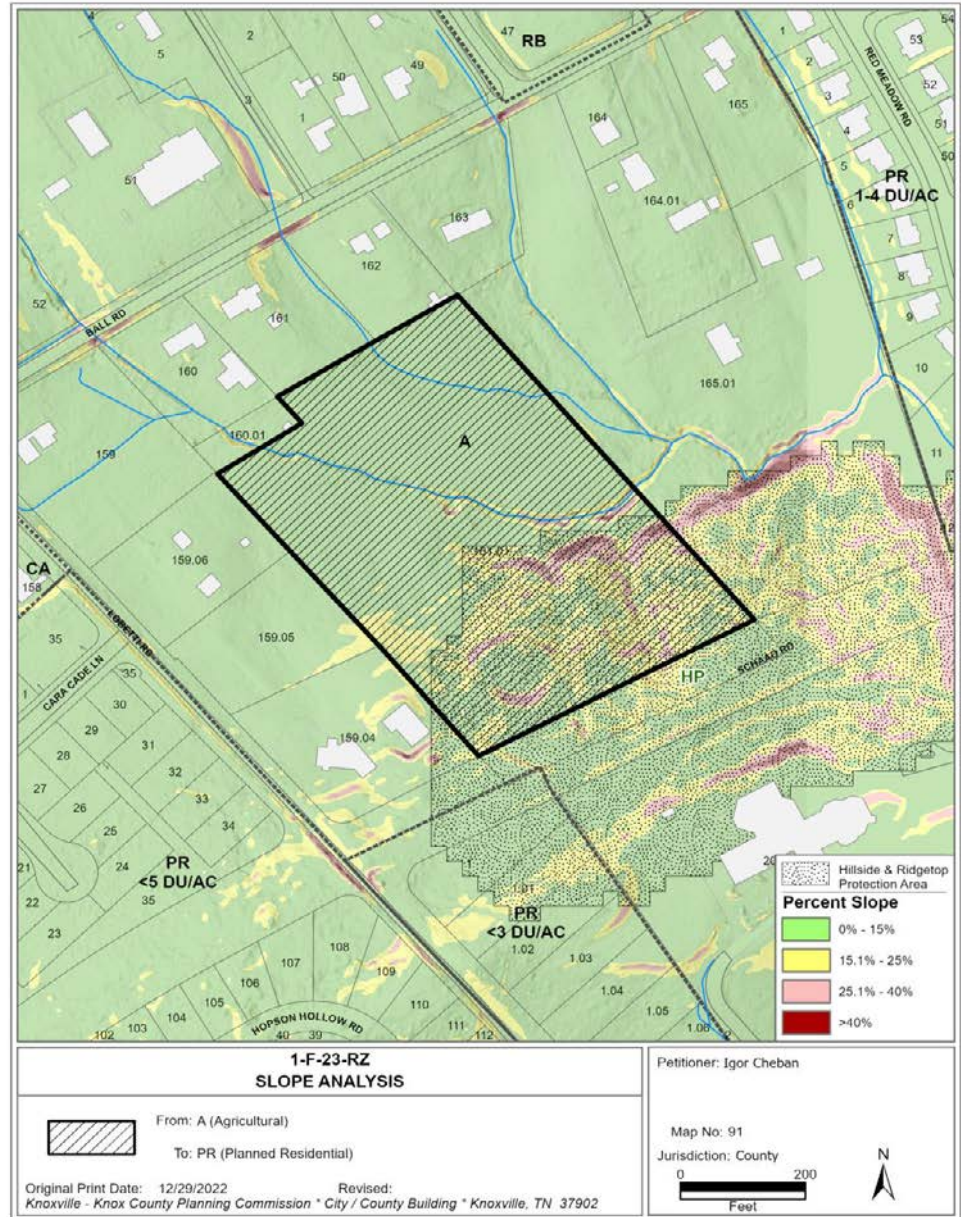 47
RB
54
RED MEADOW RD
53
52
51
50
5
2
49
50
3
1
51
164
165
1
2
3
4
5
6
PR
1-4 DU/AC
7
8
9
10
11
164.01
163
162
165.01
52
BALL RD
161
160
160.01
159
A
159.06
159.05
CA
158
35
CARA CADE LN
35
1
30
29
28
31
27
32
26
33
25
34
24
21
22
23
35
PR
<5 DU/AC
159.04
SCHAAD RD
HP
1
1.01
PR
<3 DU/AC
1.02
1.03
1.04
1.05
1.06
108
107
109
106
105
104
103
102
110
111
112
HOPSON HOLLOW RD
40
39
Hillside & Ridgetop
Protection Area
Percent Slope
0% - 15%
15.1% - 25%
25.1% - 40%
>40%
1-F-23-RZ
SLOPE ANALYSIS
From: A (Agricultural)
To: PR (Planned Residential)
Original Print Date: 12/29/2022 Revised:
Knoxville - Knox County Planning Commission * City / County Building * Knoxville, TN 37902
Petitioner: Igor Cheban
Map No: 91
Jurisdiction: County
0 200
Feet
N